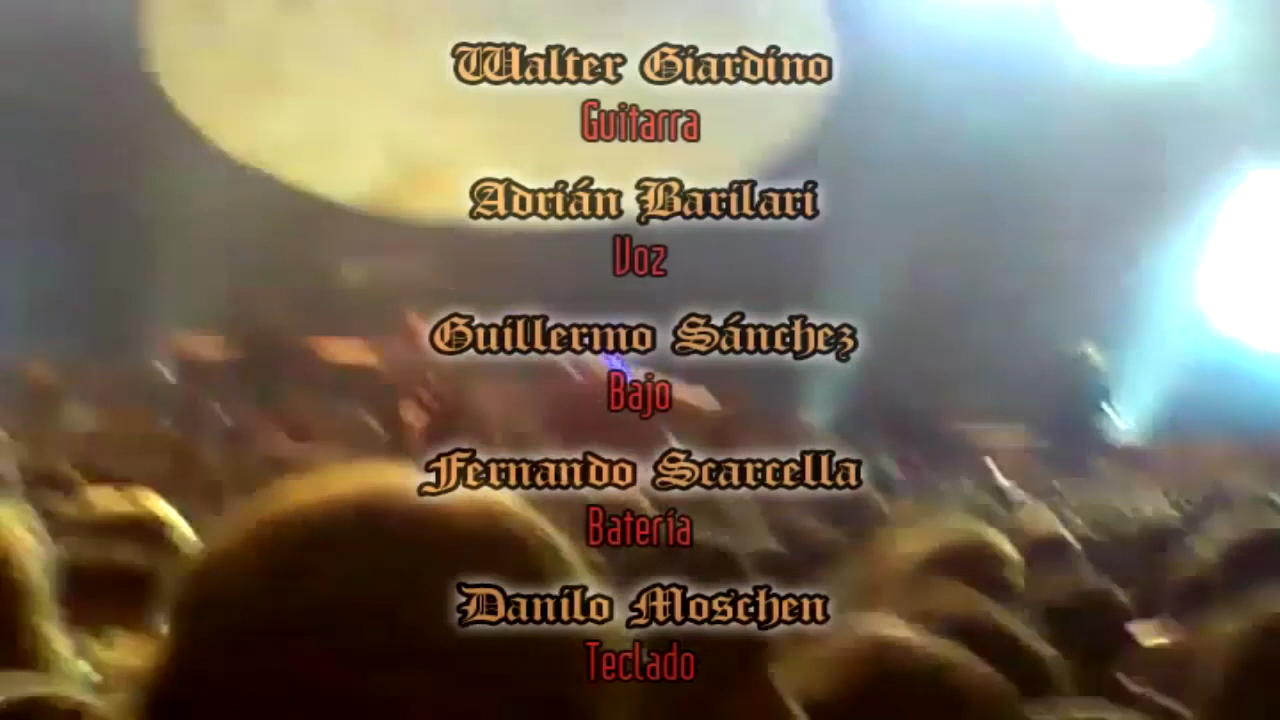 Walter Giardino
Guitarra
Adrián Barilari
Voz
Guillermo Sánchez
Bajo
Fernando Scarcella
Batería
Danilo Moschen
Teclado